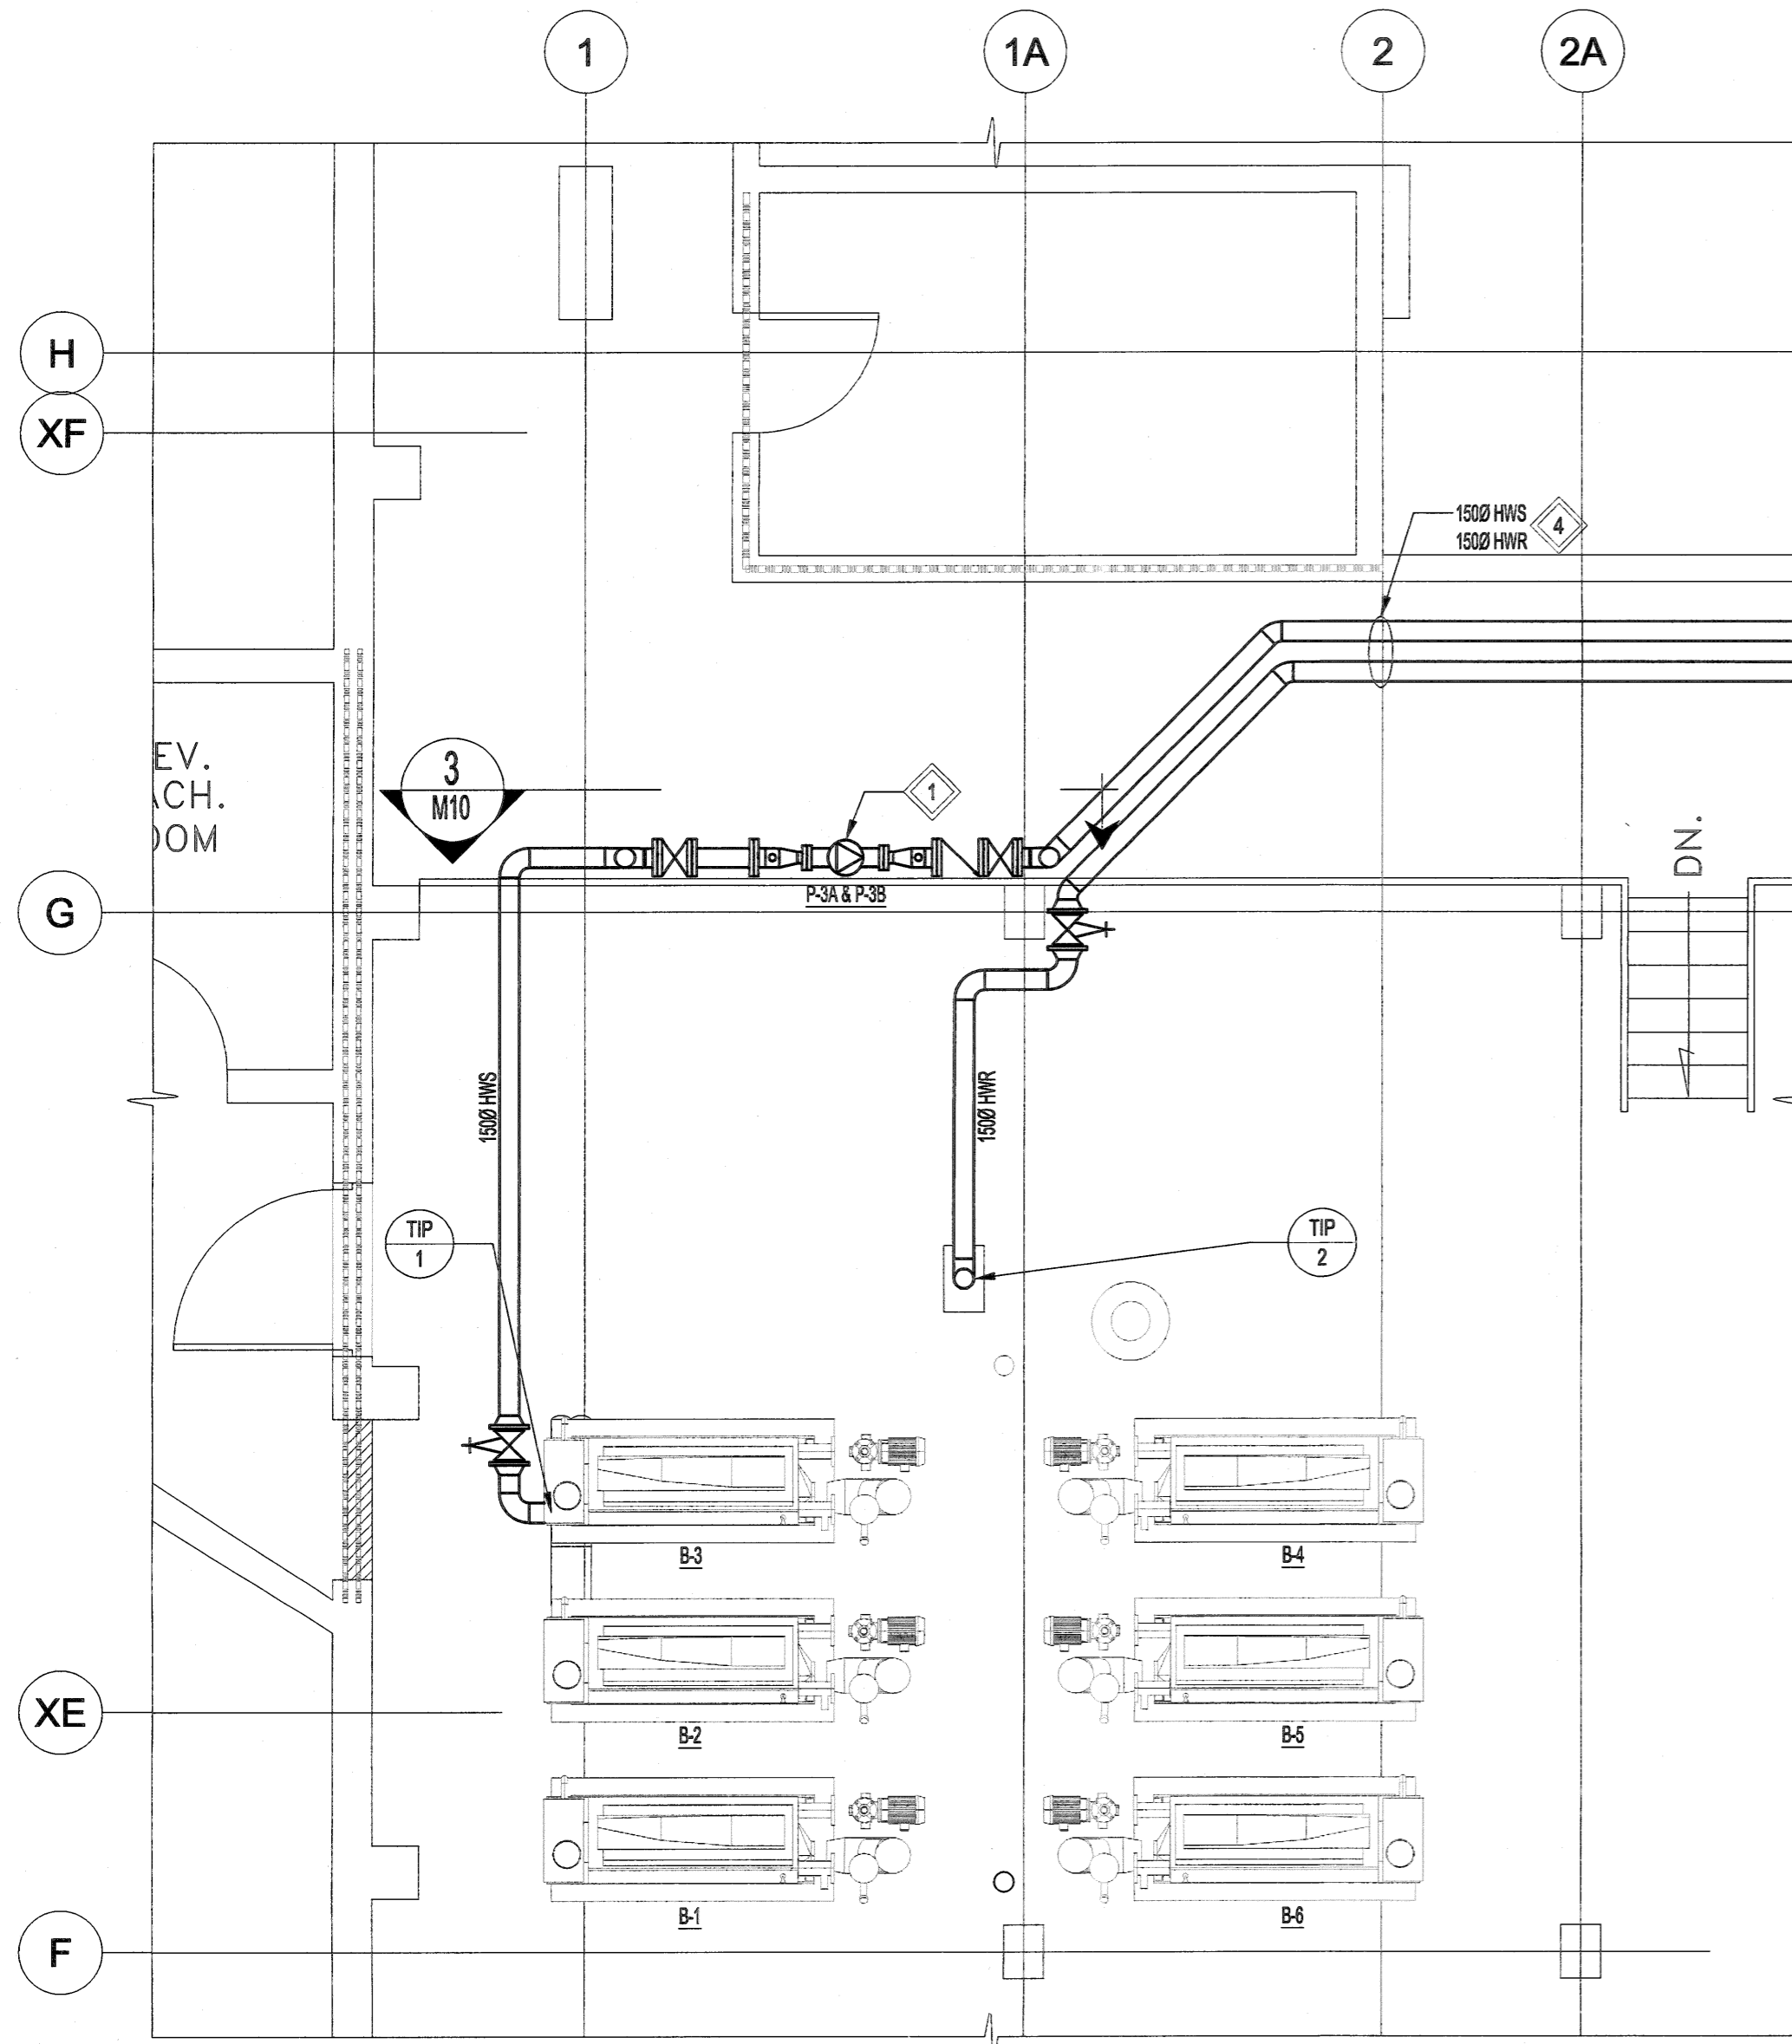 1
1A
2
2A
H
XF
150Ø HWS
4
150Ø HWR
EV.
ACH.
OOM
3
M10
1
DN.
P-3A & P-3B
G
150Ø HWS
150Ø HWR
TIP
1
TIP
2
B-3
B-4
XE
B-2
B-5
B-1
B-6
F